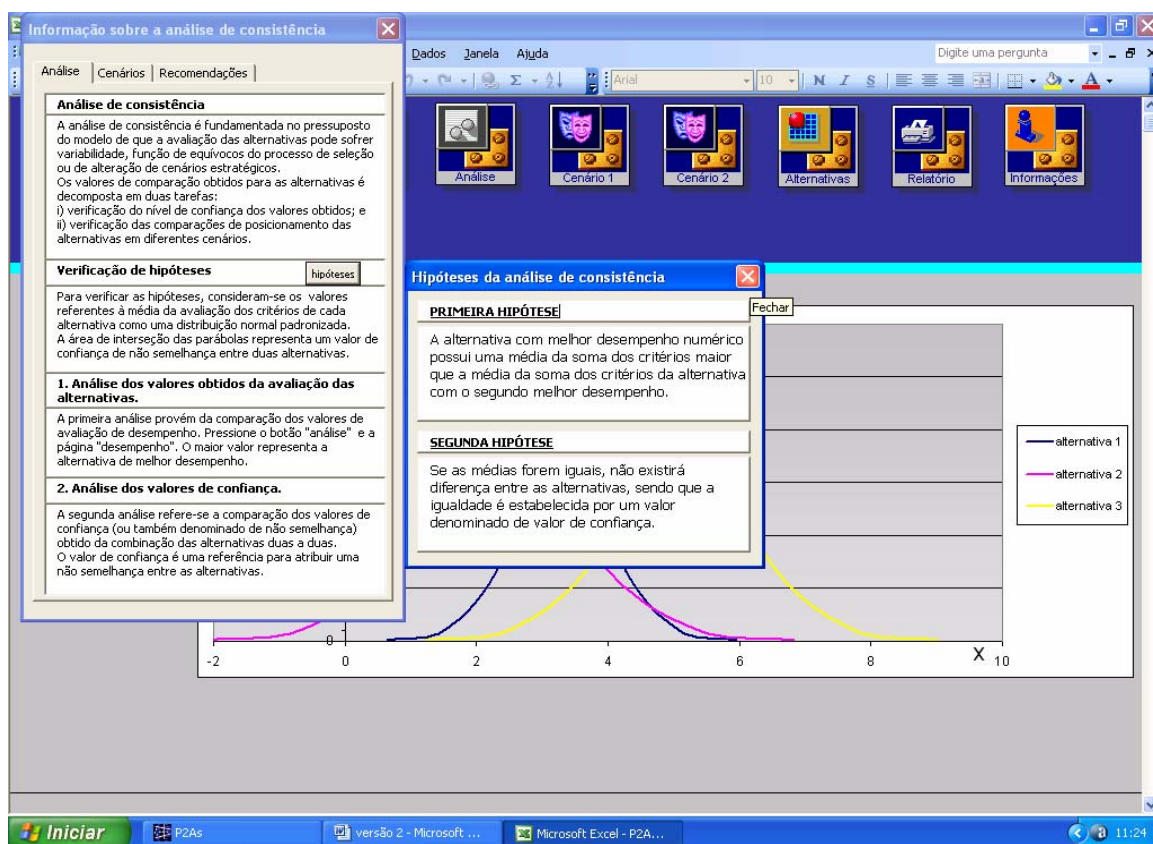 Informação sobre a análise de consistência
Análise Cenários Recomendações
Análise de consistência
A análise de consistência é fundamentada no pressuposto
do modelo de que a avaliação das alternativas pode sofrer
variabilidade, função de equívocos do processo de seleção
ou de alteração de cenários estratégicos.
Os valores de comparação obtidos para as alternativas é
decomposta em duas tarefas:
i) verificação do nível de confiança dos valores obtidos; e
ii) verificação das comparações de posicionamento das
alternativas em diferentes cenários.
Verificação de hipóteses
hipóteses
Para verificar as hipóteses, consideram-se os valores
referentes à média da avaliação dos critérios de cada
alternativa como uma distribuição normal padronizada.
A área de interseção das parábolas representa um valor de
confiança de não semelhança entre duas alternativas.
1. Análise dos valores obtidos da avaliação das
alternativas.
A primeira análise provém da comparação dos valores de
avaliação de desempenho. Pressione o botão "análise" e a
página "desempenho". O maior valor representa a
alternativa de melhor desempenho.
2. Análise dos valores de confiança.
A segunda análise refere-se a comparação dos valores de
confiança (ou também denominado de não semelhança)
obtido da combinação das alternativas duas a duas.
O valor de confiança é uma referência para atribuir uma
não semelhança entre as alternativas.
Dados Janela Ajuda
Digite uma pergunta
Arial 10 N I S
Análise Cenário 1 Cenário 2 Alternativas Relatório Informações
Hipóteses da análise de consistência
Fechar
PRIMEIRA HIPÓTESE
A alternativa com melhor desempenho numérico
possui uma média da soma dos critérios maior
que a média da soma dos critérios da alternativa
com o segundo melhor desempenho.
SEGUNDA HIPÓTESE
Se as médias forem iguais, não existirá
diferença entre as alternativas, sendo que a
igualdade é estabelecida por um valor
denominado de valor de confiança.
alternativa 1
alternativa 2
alternativa 3
0
-2 0 2 4 6 8 X 10
Iniciar P2As versão 2 - Microsoft ... Microsoft Excel - P2A... 11:24